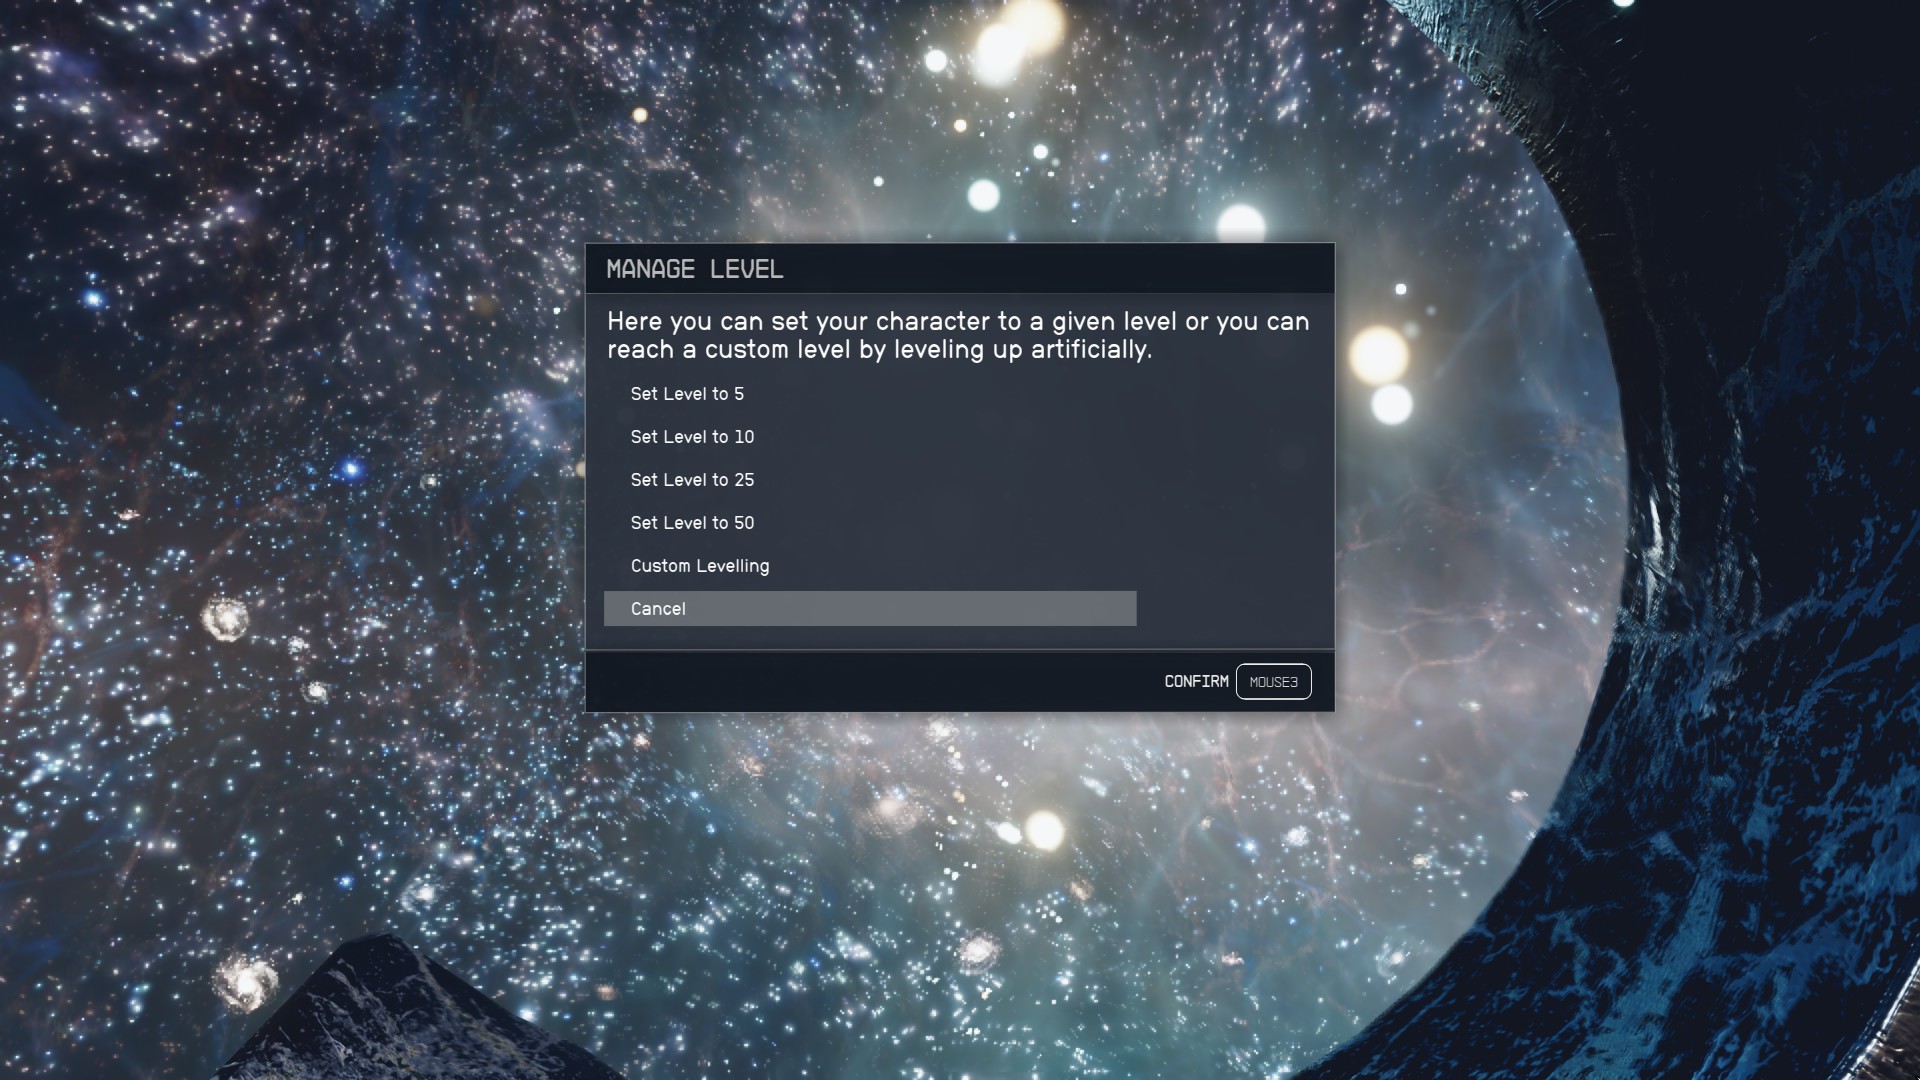 MANAGE LEVEL
Here you can set your character to a given level or you can
reach a custom level by leveling up artificially.
Set Level to 5
Set Level to 10
Set Level to 25
Set Level to 50
Custom Levelling
Cancel
CONFIRM MOUSE3